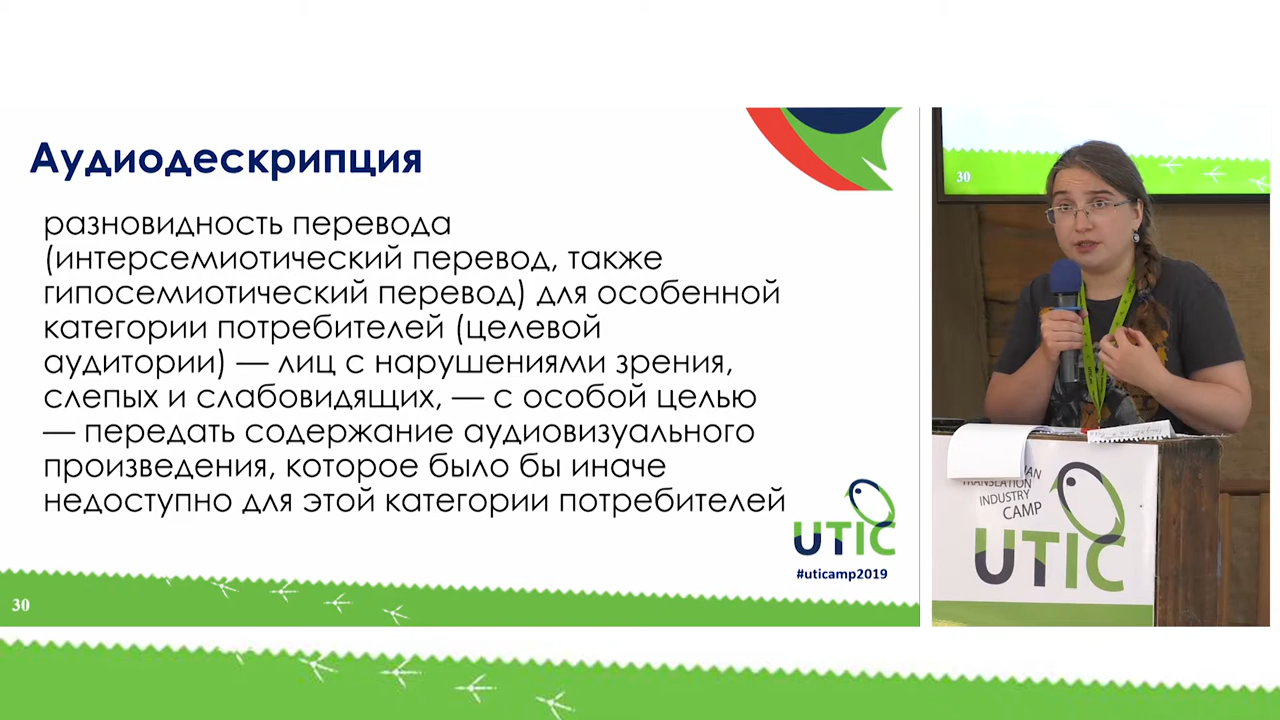 Аудиодескрипция
разновидность перевода
(интерсемиотический перевод, также
гипосемиотический перевод) для особенной
категории потребителей (целевой
аудитории) — лиц с нарушениями зрения,
слепых и слабовидящих, — с особой целью
— передать содержание аудиовизуального
произведения, которое было бы иначе
недоступно для этой категории потребителей
UTIC
#uticamp2019
30
30
TRANSLATION
INDUSTRY
CAMP
UTIC